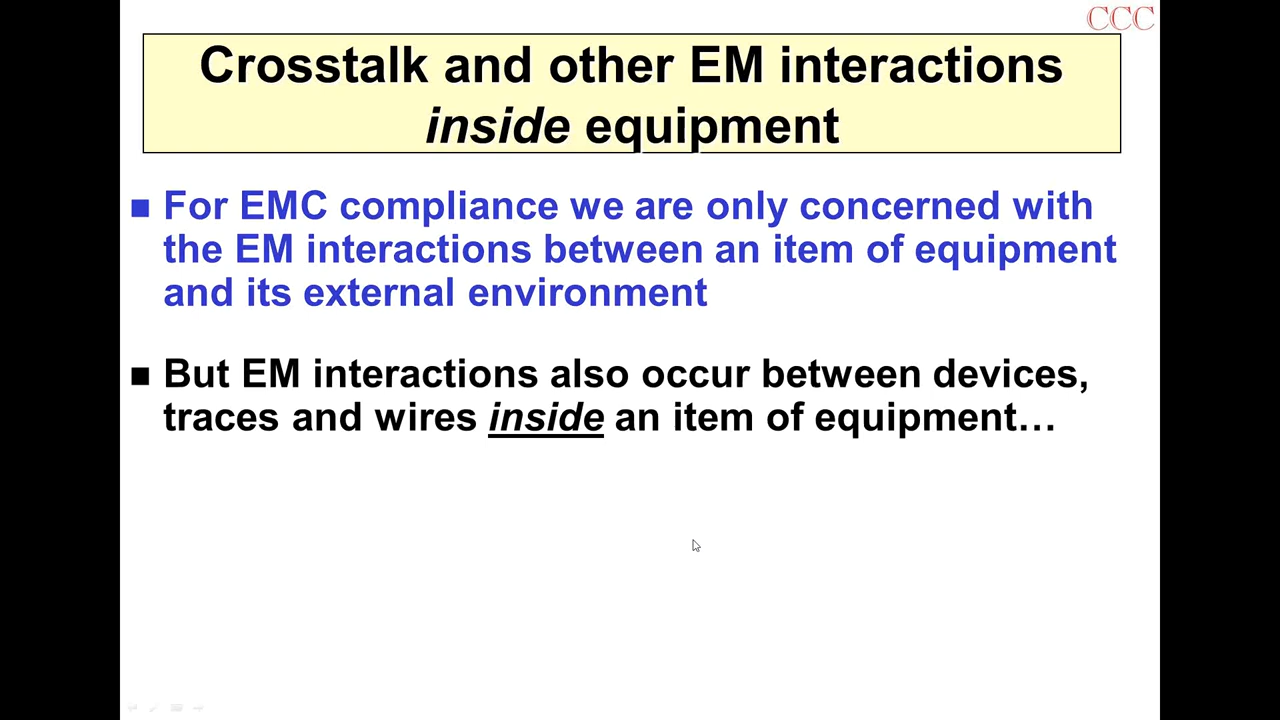 CCC
Crosstalk and other EM interactions
inside equipment
For EMC compliance we are only concerned with
the EM interactions between an item of equipment
and its external environment
But EM interactions also occur between devices,
traces and wires inside an item of equipment…